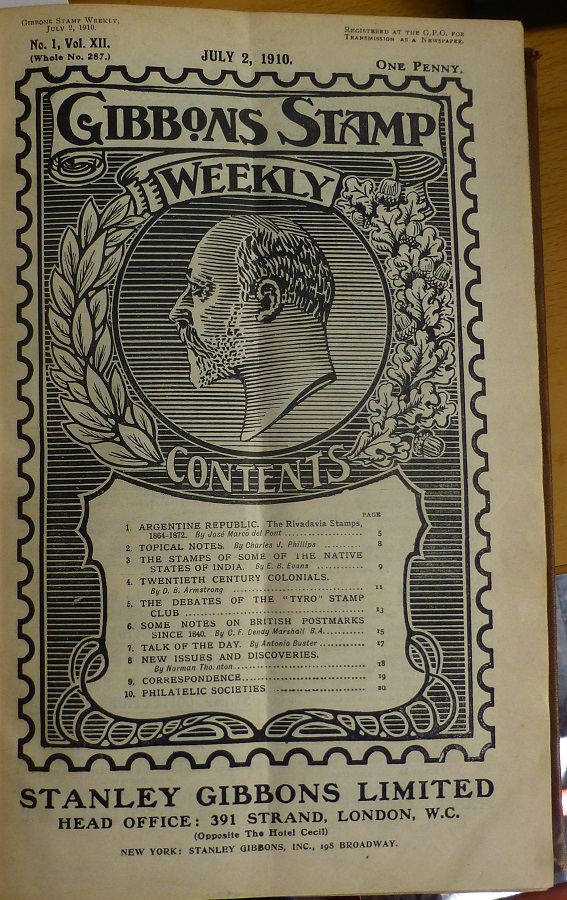 Gibbons Stamp Weekly,
July 2, 1910.
Registered at the G.P.O. for
Transmission as a Newspaper.
No. 1, Vol. XII.
(Whole No. 287.)
JULY 2, 1910.
One Penny.
GIBBONS STAMP
WEEKLY
CONTENTS
PAGE
1. ARGENTINE REPUBLIC. The Rivadavia Stamps,
1864-1872. By José Marco del Pont 5
2. TOPICAL NOTES. By Charles J. Phillips 8
3 THE STAMPS OF SOME OF THE NATIVE
STATES OF INDIA. By E. B. Evans 9
4. TWENTIETH CENTURY COLONIALS.
By D. B. Armstrong 11
5. THE DEBATES OF THE "TYRO" STAMP
CLUB 13
6. SOME NOTES ON BRITISH POSTMARKS
SINCE 1840. By C. F. Dendy Marshall B.A. 15
7. TALK OF THE DAY. By Antonio Buster 17
8 NEW ISSUES AND DISCOVERIES.
By Norman Thornton 18
9. CORRESPONDENCE 19
10. PHILATELIC SOCIETIES 20
STANLEY GIBBONS LIMITED
HEAD OFFICE: 391 STRAND, LONDON, W.C.
(Opposite The Hotel Cecil)
NEW YORK: STANLEY GIBBONS, INC., 198 BROADWAY.